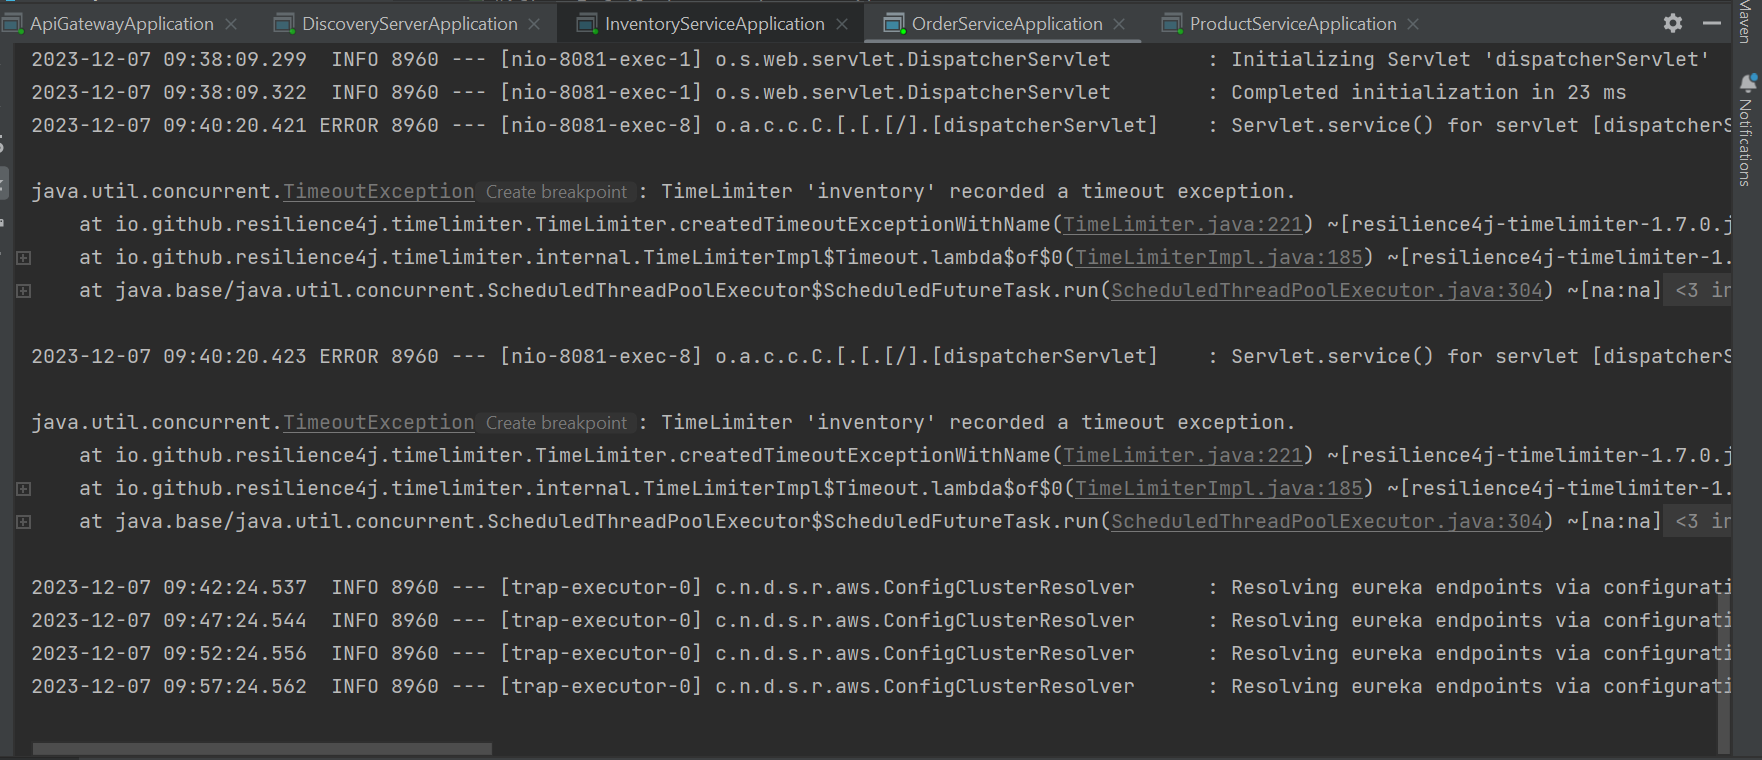 ApiGatewayApplication DiscoveryServerApplication InventoryServiceApplication OrderServiceApplication ProductServiceApplication
2023-12-07 09:38:09.299  INFO 8960 --- [nio-8081-exec-1] o.s.web.servlet.DispatcherServlet        : Initializing Servlet 'dispatcherServlet'
2023-12-07 09:38:09.322  INFO 8960 --- [nio-8081-exec-1] o.s.web.servlet.DispatcherServlet        : Completed initialization in 23 ms
2023-12-07 09:40:20.421 ERROR 8960 --- [nio-8081-exec-8] o.a.c.c.C.[.[.[/].[dispatcherServlet]    : Servlet.service() for servlet [dispatcherS
java.util.concurrent.TimeoutException Create breakpoint : TimeLimiter 'inventory' recorded a timeout exception.
at io.github.resilience4j.timelimiter.TimeLimiter.createdTimeoutExceptionWithName(TimeLimiter.java:221) ~[resilience4j-timelimiter-1.7.0.j
at io.github.resilience4j.timelimiter.internal.TimeLimiterImpl$Timeout.lambda$of$0(TimeLimiterImpl.java:185) ~[resilience4j-timelimiter-1.
at java.base/java.util.concurrent.ScheduledThreadPoolExecutor$ScheduledFutureTask.run(ScheduledThreadPoolExecutor.java:304) ~[na:na] <3 in
2023-12-07 09:40:20.423 ERROR 8960 --- [nio-8081-exec-8] o.a.c.c.C.[.[.[/].[dispatcherServlet]    : Servlet.service() for servlet [dispatcherS
java.util.concurrent.TimeoutException Create breakpoint : TimeLimiter 'inventory' recorded a timeout exception.
at io.github.resilience4j.timelimiter.TimeLimiter.createdTimeoutExceptionWithName(TimeLimiter.java:221) ~[resilience4j-timelimiter-1.7.0.j
at io.github.resilience4j.timelimiter.internal.TimeLimiterImpl$Timeout.lambda$of$0(TimeLimiterImpl.java:185) ~[resilience4j-timelimiter-1.
at java.base/java.util.concurrent.ScheduledThreadPoolExecutor$ScheduledFutureTask.run(ScheduledThreadPoolExecutor.java:304) ~[na:na] <3 in
2023-12-07 09:42:24.537  INFO 8960 --- [trap-executor-0] c.n.d.s.r.aws.ConfigClusterResolver      : Resolving eureka endpoints via configurati
2023-12-07 09:47:24.544  INFO 8960 --- [trap-executor-0] c.n.d.s.r.aws.ConfigClusterResolver      : Resolving eureka endpoints via configurati
2023-12-07 09:52:24.556  INFO 8960 --- [trap-executor-0] c.n.d.s.r.aws.ConfigClusterResolver      : Resolving eureka endpoints via configurati
2023-12-07 09:57:24.562  INFO 8960 --- [trap-executor-0] c.n.d.s.r.aws.ConfigClusterResolver      : Resolving eureka endpoints via configurati
Maven
Notifications